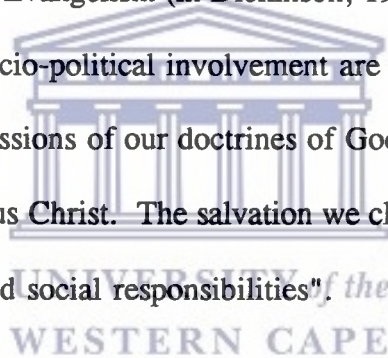 Evangelism (in Dickinson, 19
cio-political involvement are
ssions of our doctrines of God
us Christ. The salvation we cl
d social responsibilities".
UNIVERSITY of the
WESTERN CAPE